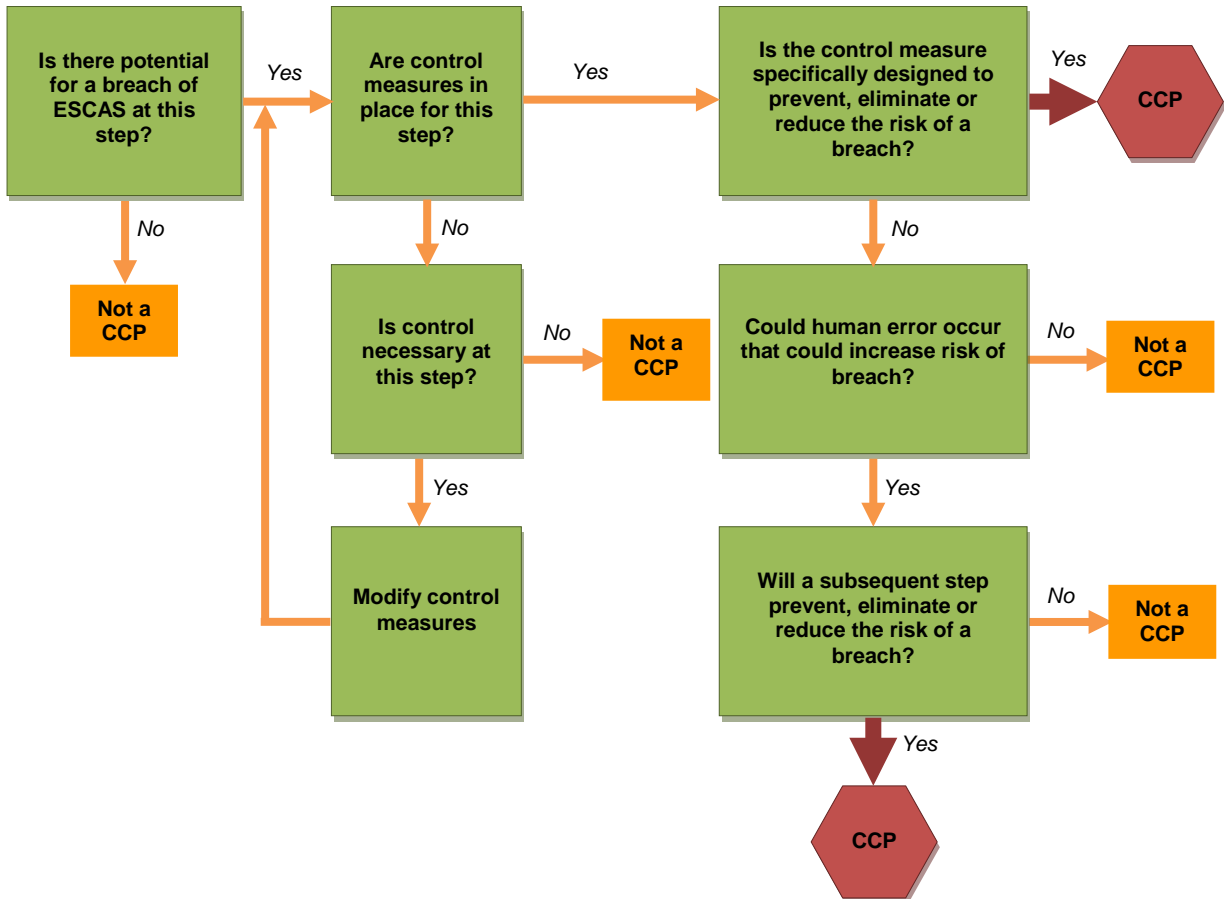 Is there potential
for a breach of
ESCAS at this
step?
Yes
Are control
measures in
place for this
step?
Yes
Is the control measure
specifically designed to
prevent, eliminate or
reduce the risk of a
breach?
Yes
CCP
No
Not a
CCP
No
Is control
necessary at
this step?
No
Not a
CCP
No
Could human error occur
that could increase risk of
breach?
No
Not a
CCP
Yes
Modify control
measures
Yes
Will a subsequent step
prevent, eliminate or
reduce the risk of a
breach?
No
Not a
CCP
Yes
CCP